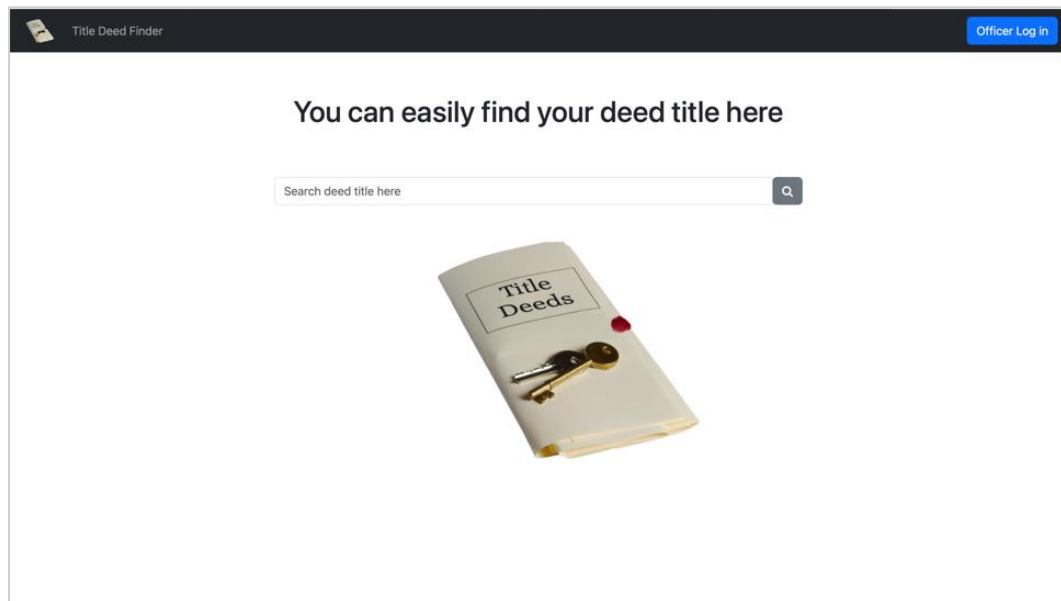 Title Deed Finder
Officer Log in
You can easily find your deed title here
Search deed title here
Title
Deeds